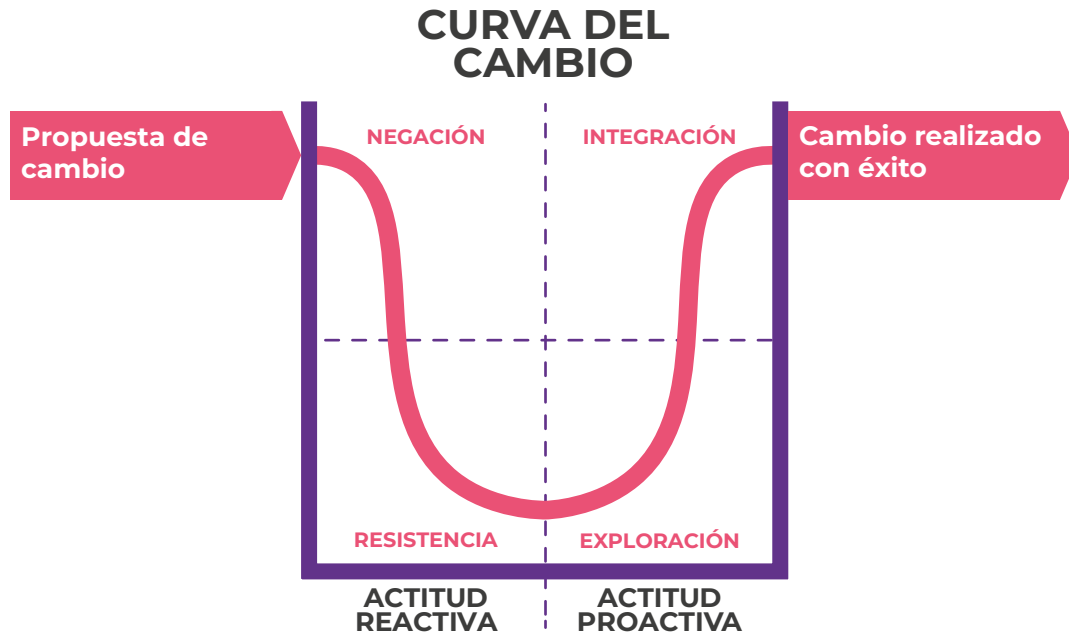 CURVA DEL
CAMBIO
Propuesta de
cambio
NEGACIÓN
INTEGRACIÓN
Cambio realizado
con éxito
RESISTENCIA
EXPLORACIÓN
ACTITUD
REACTIVA
ACTITUD
PROACTIVA